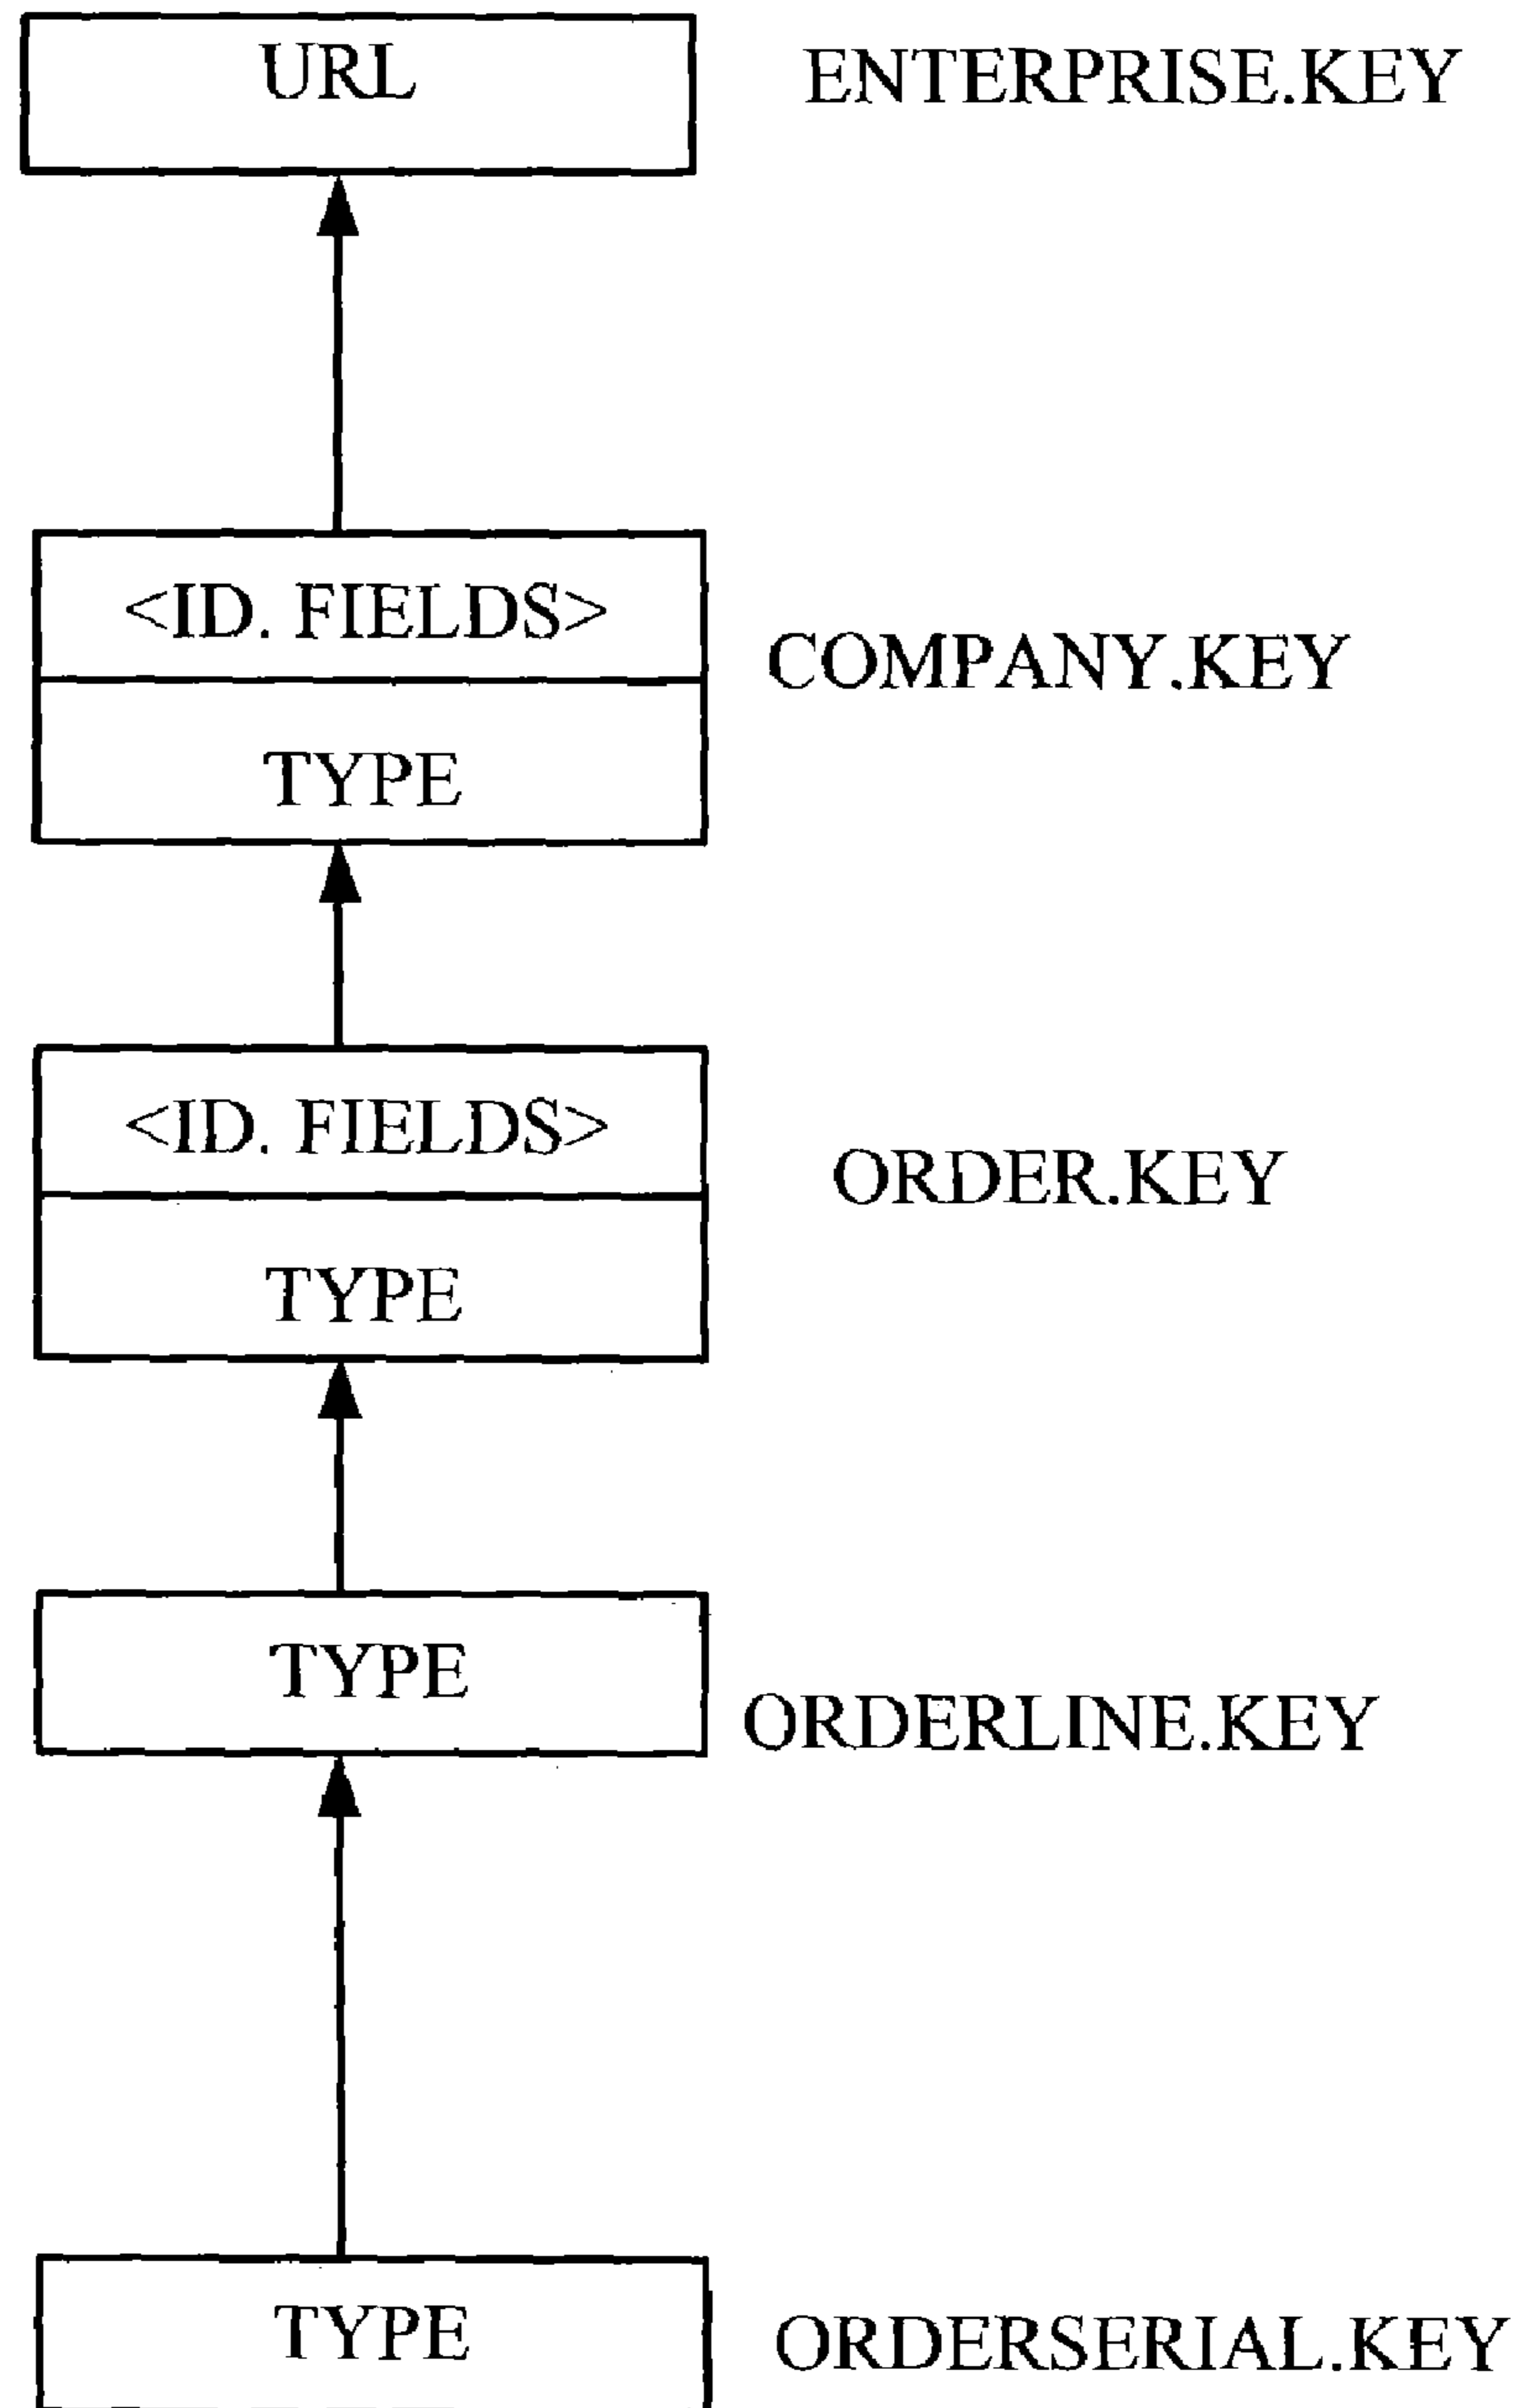 URL
ENTERPRISE.KEY
<ID. FIELDS>
COMPANY.KEY
TYPE
<ID. FIELDS>
ORDER.KEY
TYPE
TYPE
ORDERLINE.KEY
TYPE
ORDERSERIAL.KEY